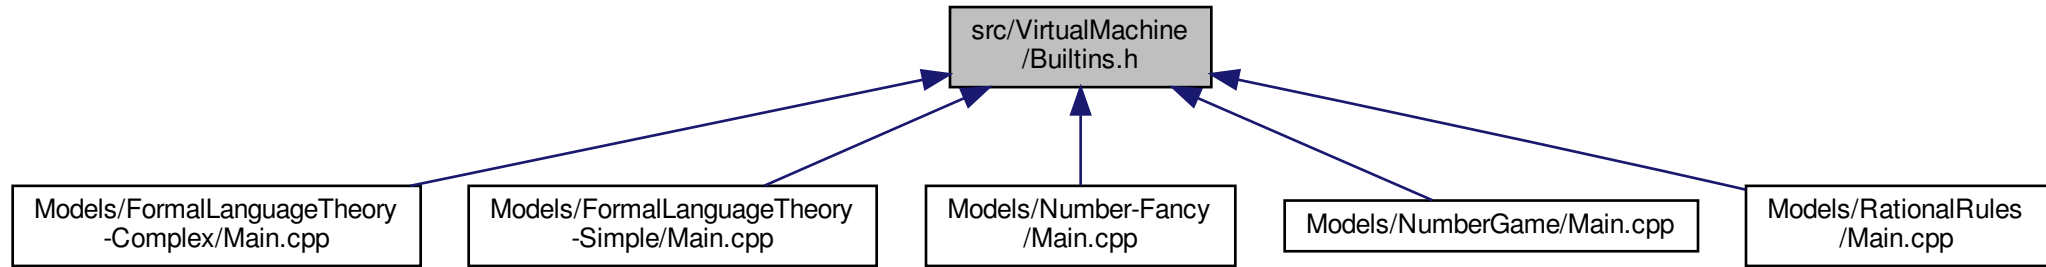 src/VirtualMachine
/Builtins.h
Models/FormalLanguageTheory
-Complex/Main.cpp
Models/FormalLanguageTheory
-Simple/Main.cpp
Models/Number-Fancy
/Main.cpp
Models/NumberGame/Main.cpp
Models/RationalRules
/Main.cpp